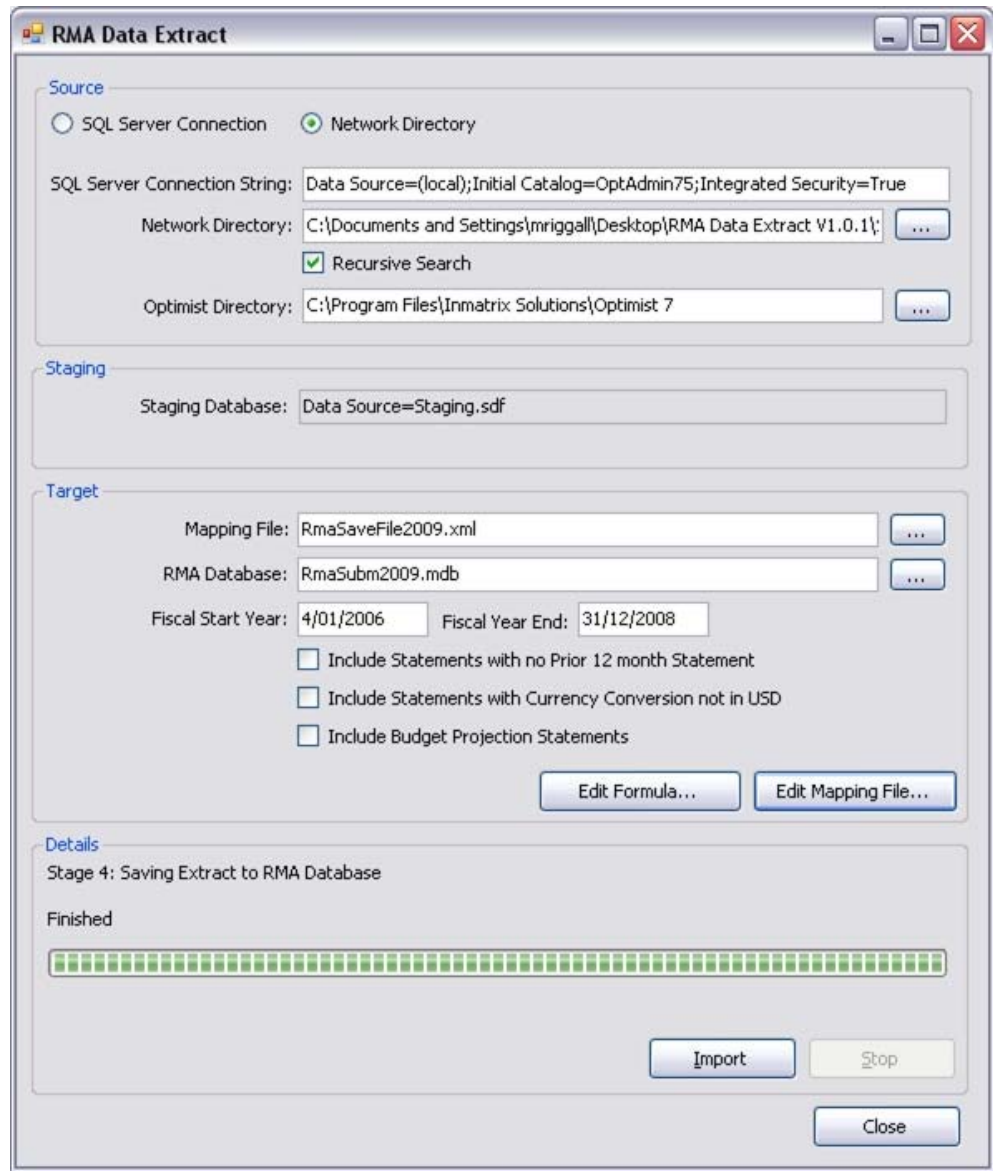 RMA Data Extract
Source
SQL Server Connection Network Directory
SQL Server Connection String: Data Source=(local);Initial Catalog=OptAdmin75;Integrated Security=True
Network Directory: C:\Documents and Settings\mriggall\Desktop\RMA Data Extract V1.0.1\ ...
Recursive Search
Optimist Directory: C:\Program Files\Inmatrix Solutions\Optimist 7 ...
Staging
Staging Database: Data Source=Staging.sdf
Target
Mapping File: RmaSaveFile2009.xml ...
RMA Database: RmaSubm2009.mdb ...
Fiscal Start Year: 4/01/2006 Fiscal Year End: 31/12/2008
Include Statements with no Prior 12 month Statement
Include Statements with Currency Conversion not in USD
Include Budget Projection Statements
Edit Formula... Edit Mapping File...
Details
Stage 4: Saving Extract to RMA Database
Finished
Import Stop
Close